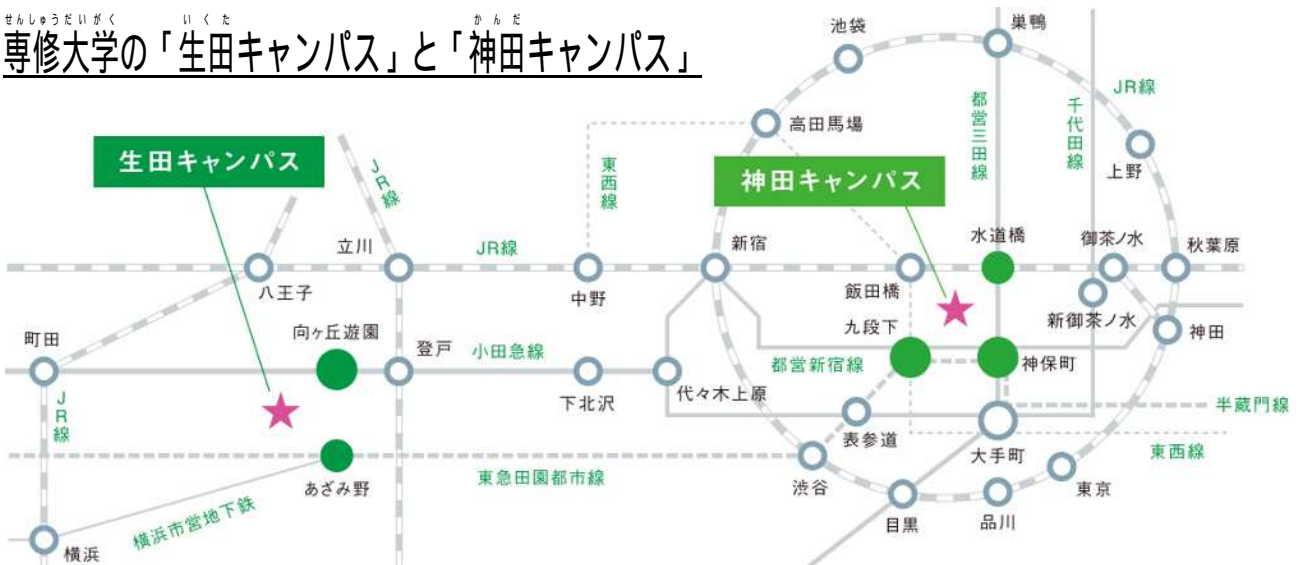 せんしゅうだいがく いくた かんだ
専修大学の「生田キャンパス」と「神田キャンパス」
池袋
巣鴨
JR線
高田馬場
都営三田線
千代田線
上野
生田キャンパス
JR線
東西線
神田キャンパス
立川
JR線
新宿
水道橋
御茶ノ水
秋葉原
八王子
中野
飯田橋
新御茶ノ水
神田
町田
向ヶ丘遊園
登戸
小田急線
九段下
都営新宿線
神保町
下北沢
代々木上原
JR線
表参道
半蔵門線
大手町
東西線
あざみ野
東急田園都市線
渋谷
東京
目黒
品川
横浜市営地下鉄
横浜